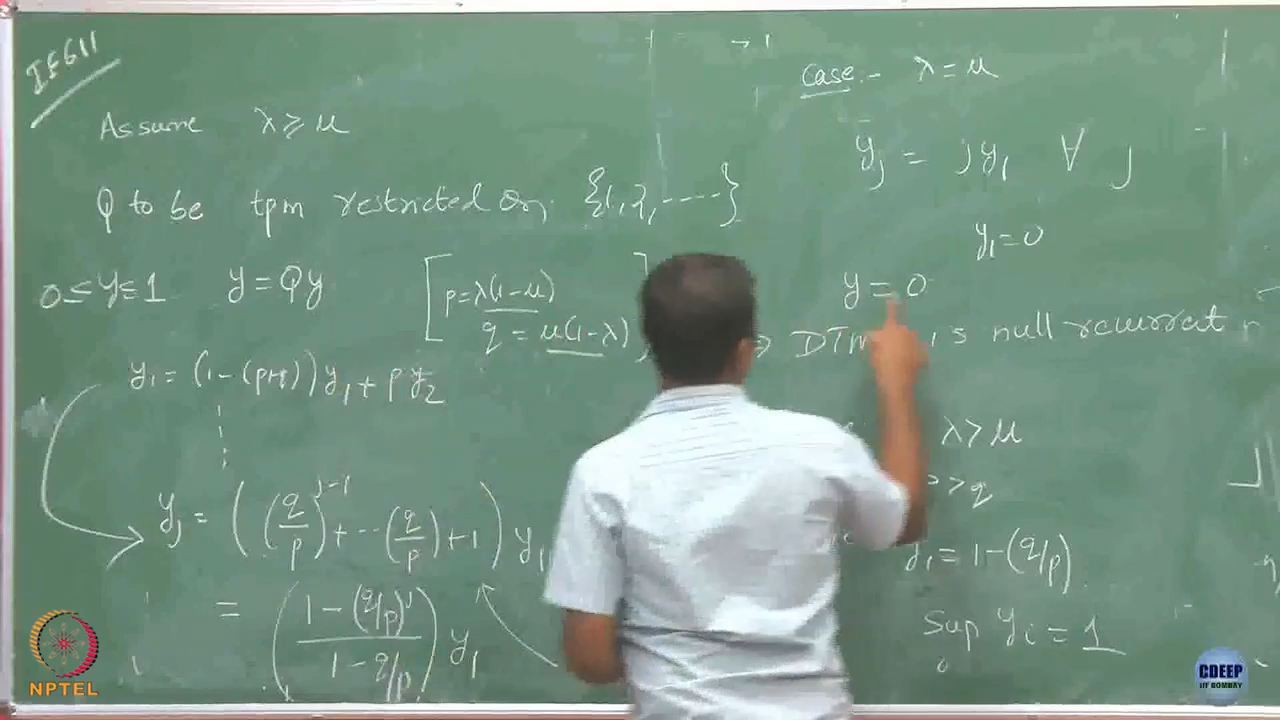 IE611
Assume λ ≥ μ
Q to be tpm restricted on {1, 2, ----}
0 ≤ y ≤ 1 y = Qy
[p = λ(1-μ)
q = μ(1-λ)]
y₁ = (1-(p+q))y₁ + p y₂
yⱼ = ((q/p)^(j-1) + ··· (q/p) + 1) y₁
= ((1-(q/p)^j)/(1-q/p)) y₁
Case:- λ = μ
yⱼ = j y₁ ∀ j
y₁ = 0
y = 0
⇒ DTM is null recurrent
λ > μ
p > q
y₁ = 1-(q/p)
Sup yᵢ = 1
NPTEL
CDEEP
IIT BOMBAY